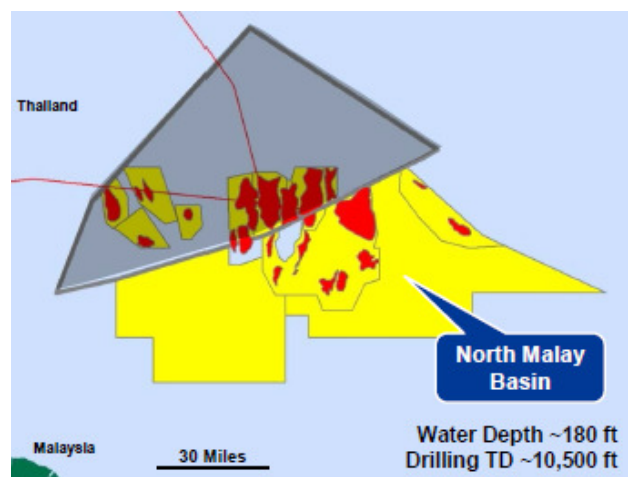 Thailand
North Malay
Basin
Water Depth ~180 ft
Drilling TD ~10,500 ft
Malaysia
30 Miles